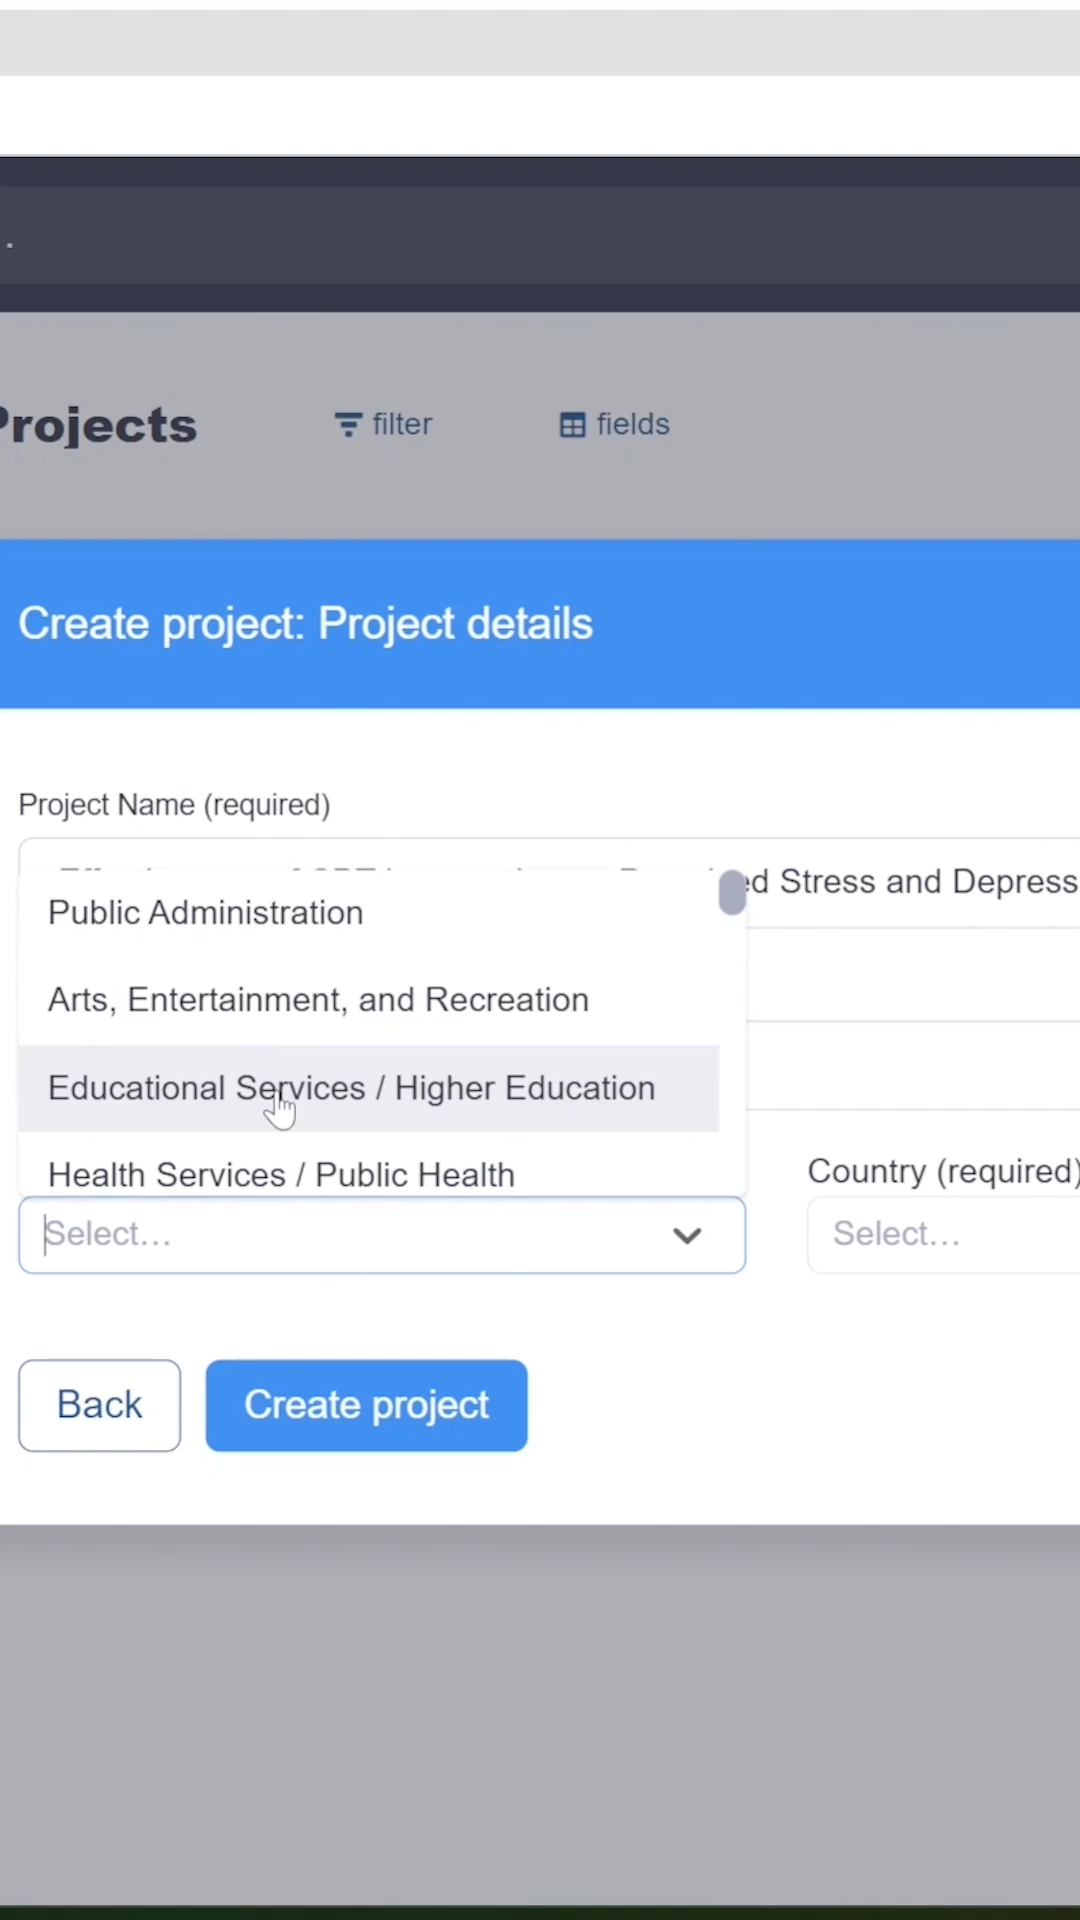 Projects
filter
fields
Create project: Project details
Project Name (required)
ed Stress and Depress
Public Administration
Arts, Entertainment, and Recreation
Educational Services / Higher Education
Health Services / Public Health
Country (required)
Select...
Select...
Back
Create project